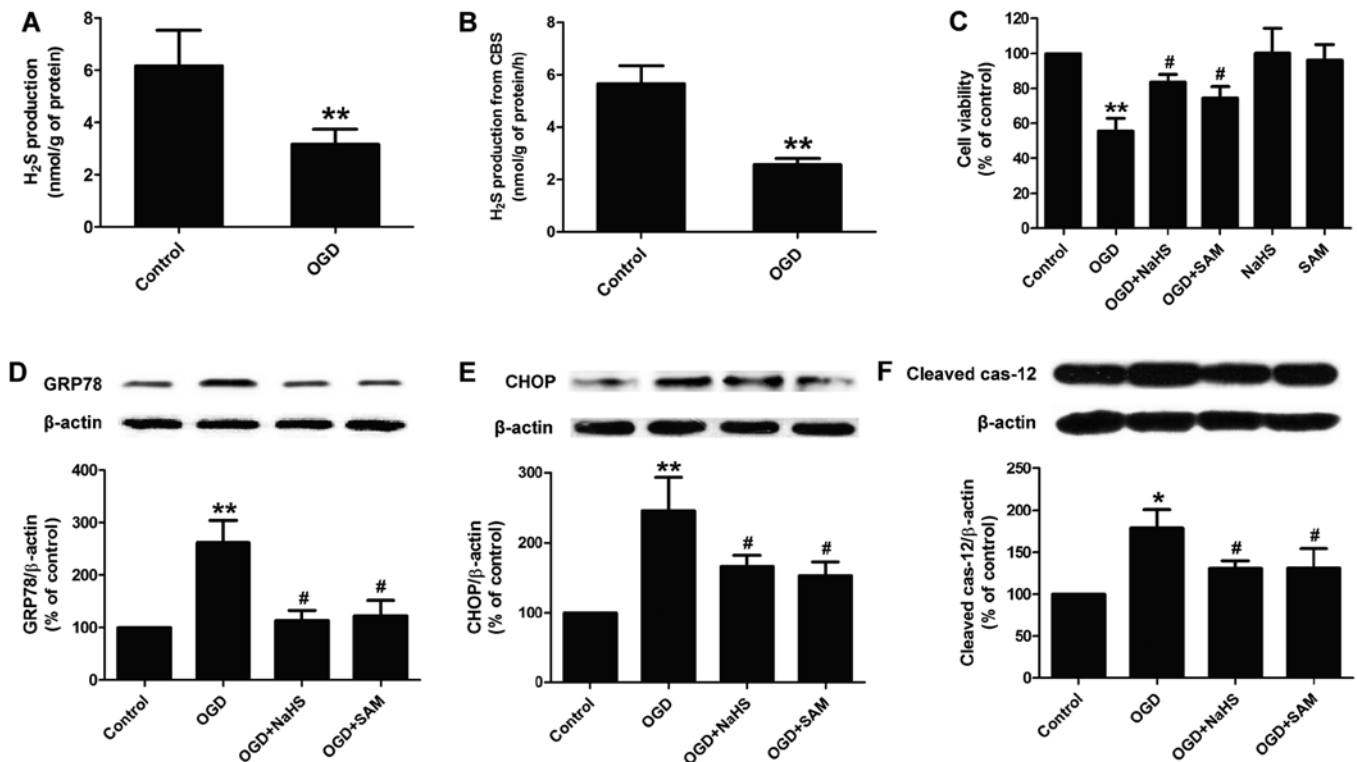 A
H₂S production
(nmol/g of protein)
8
6
4
2
0
**
Control
OGD
B
H₂S production from CBS
(nmol/g of protein/h)
8
6
4
2
0
**
Control
OGD
C
Cell viability
(% of control)
120
100
80
60
40
20
0
**
#
#
Control
OGD
OGD+NaHS
OGD+SAM
NaHS
SAM
D
GRP78
β-actin
GRP78/β-actin
(% of control)
400
300
200
100
0
**
#
#
Control
OGD
OGD+NaHS
OGD+SAM
E
CHOP
β-actin
CHOP/β-actin
(% of control)
300
200
100
0
**
#
#
Control
OGD
OGD+NaHS
OGD+SAM
F
Cleaved cas-12
β-actin
Cleaved cas-12/β-actin
(% of control)
250
200
150
100
50
0
*
#
#
Control
OGD
OGD+NaHS
OGD+SAM